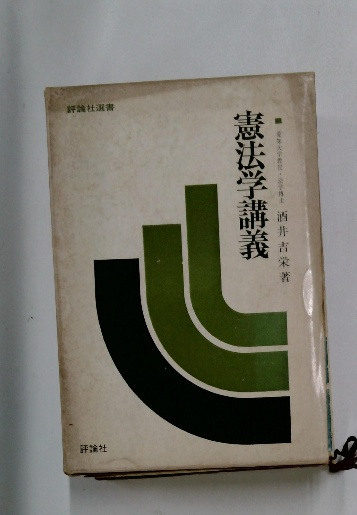 評論社選書
憲法学講義
酒井吉栄著
評論社